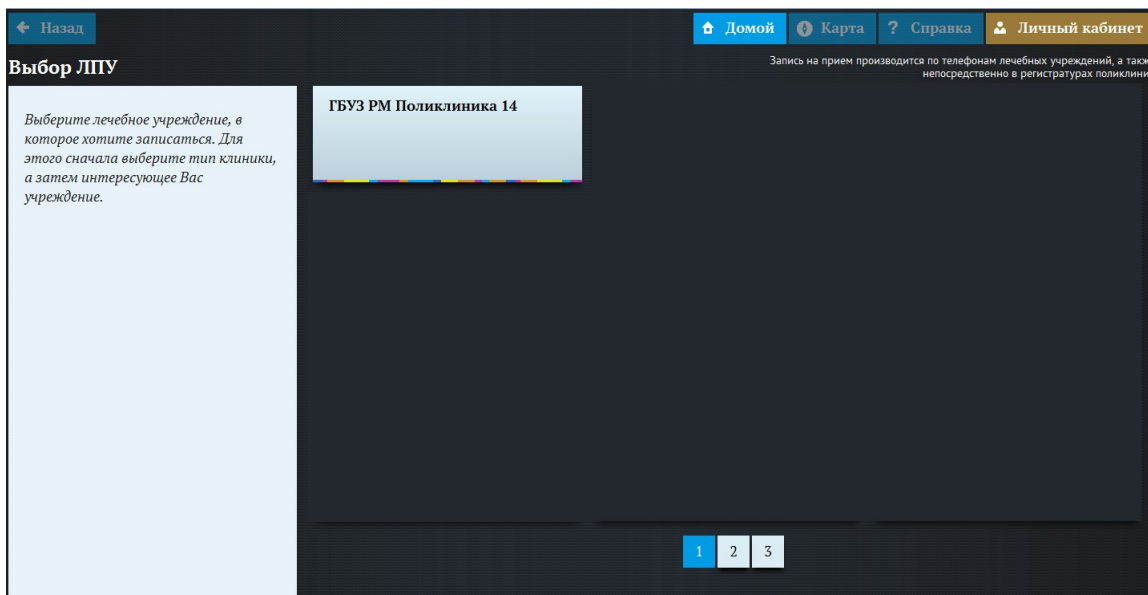 Назад
Домой
Карта
Справка
Личный кабинет
Выбор ЛПУ
Запись на прием производится по телефонам лечебных учреждений, а такж
непосредственно в регистратурах поликлини
Выберите лечебное учреждение, в
которое хотите записаться. Для
этого сначала выберите тип клиники,
а затем интересующее Вас
учреждение.
ГБУЗ РМ Поликлиника 14
1 2 3